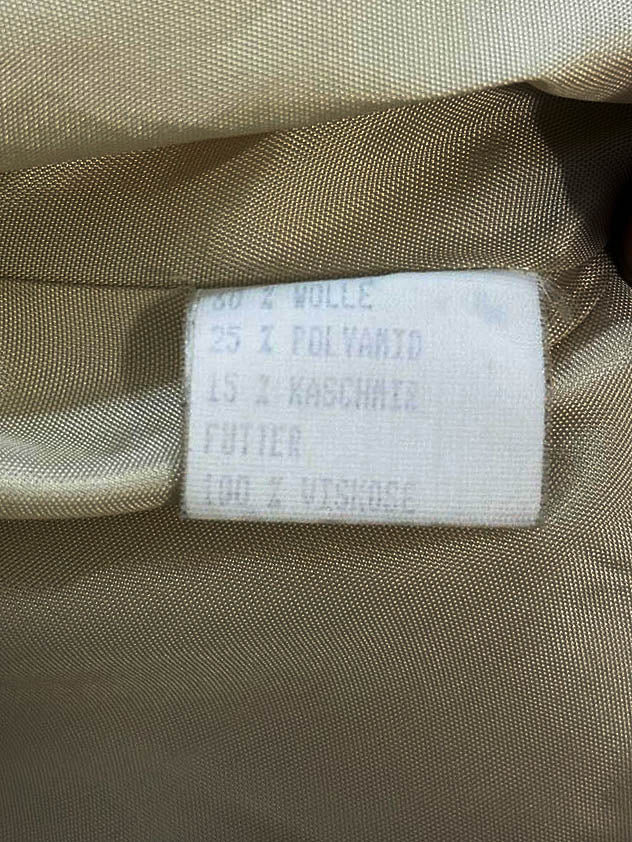 60 % WOLLE
25 % POLYAMID
15 % KASCHMIR
FUTTER
100 % VISKOSE